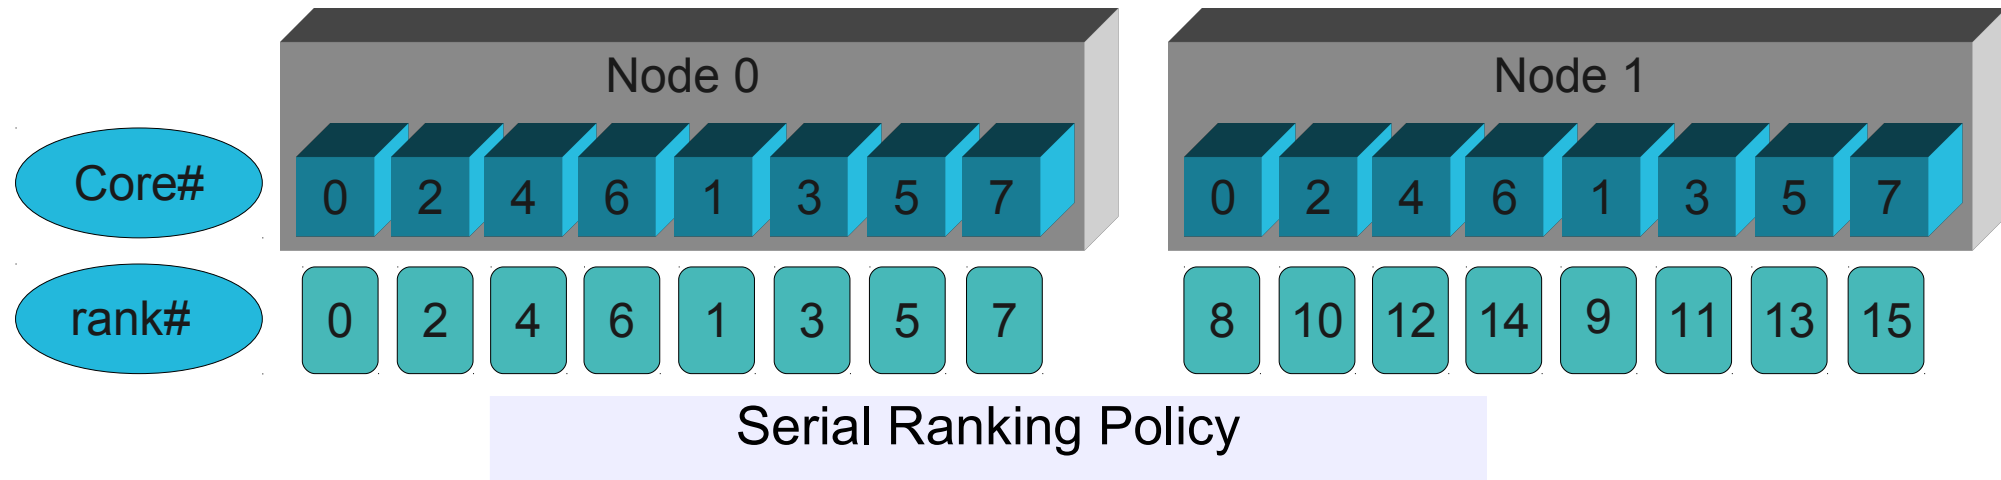 Node 0 Node 1
Core# 0 2 4 6 1 3 5 7 0 2 4 6 1 3 5 7
rank# 0 2 4 6 1 3 5 7 8 10 12 14 9 11 13 15
Serial Ranking Policy